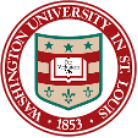 WASHINGTON UNIVERSITY IN ST. LOUIS
· 1853 ·